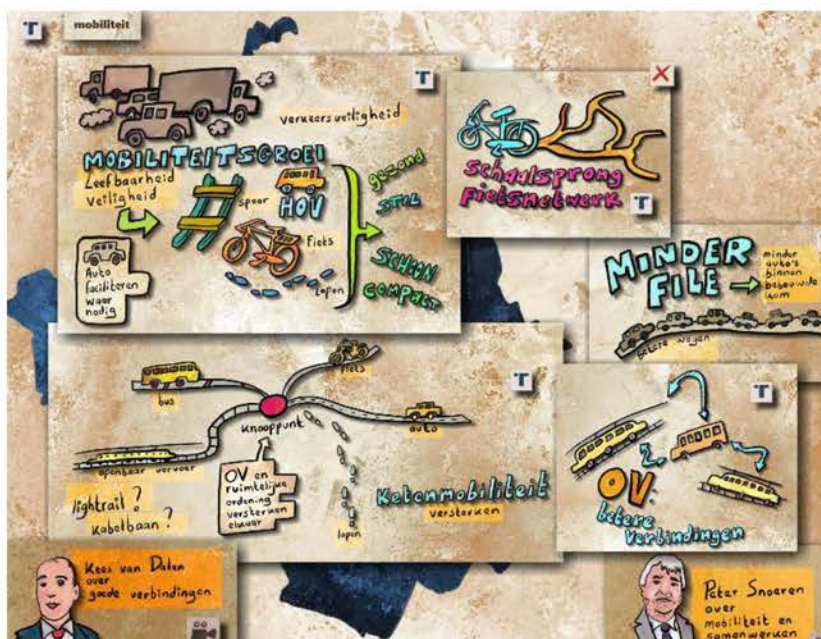 mobiliteit
verkeersveiligheid
MOBILITEITSGROEI
Leefbaarheid
Veiligheid
spoor
HOV
fiets
lopen
Auto
faciliteren
waar
nodig
gezond
STIL
SCHOON
COMPACT
Schaalsprong
Fietsnetwerk
MINDER
FILE
minder
auto's
binnen
bebouwde
kom
betere wegen
bus
fiets
auto
Knooppunt
openbaar vervoer
lopen
lightrail?
kabelbaan?
OV en
ruimtelijke
ordening
versterken
elkaar
Ketenmobiliteit
versterken
OV:
betere
verbindingen
Kees van Dalen
over
goede verbindingen
Peter Snoeren
over
mobiliteit en
samenwerken